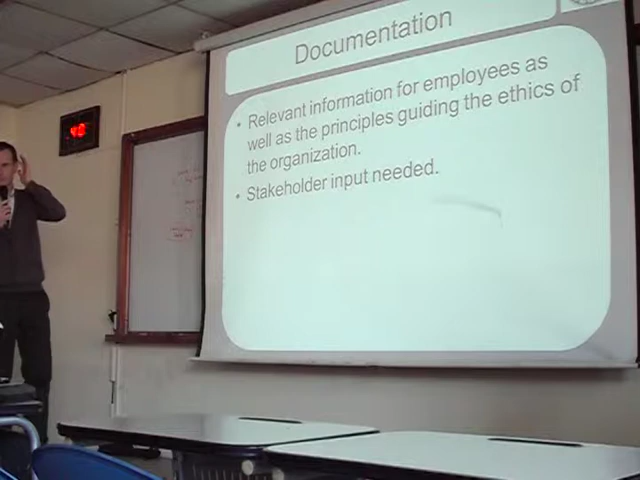 Documentation
• Relevant information for employees as
well as the principles guiding the ethics of
the organization.
• Stakeholder input needed.